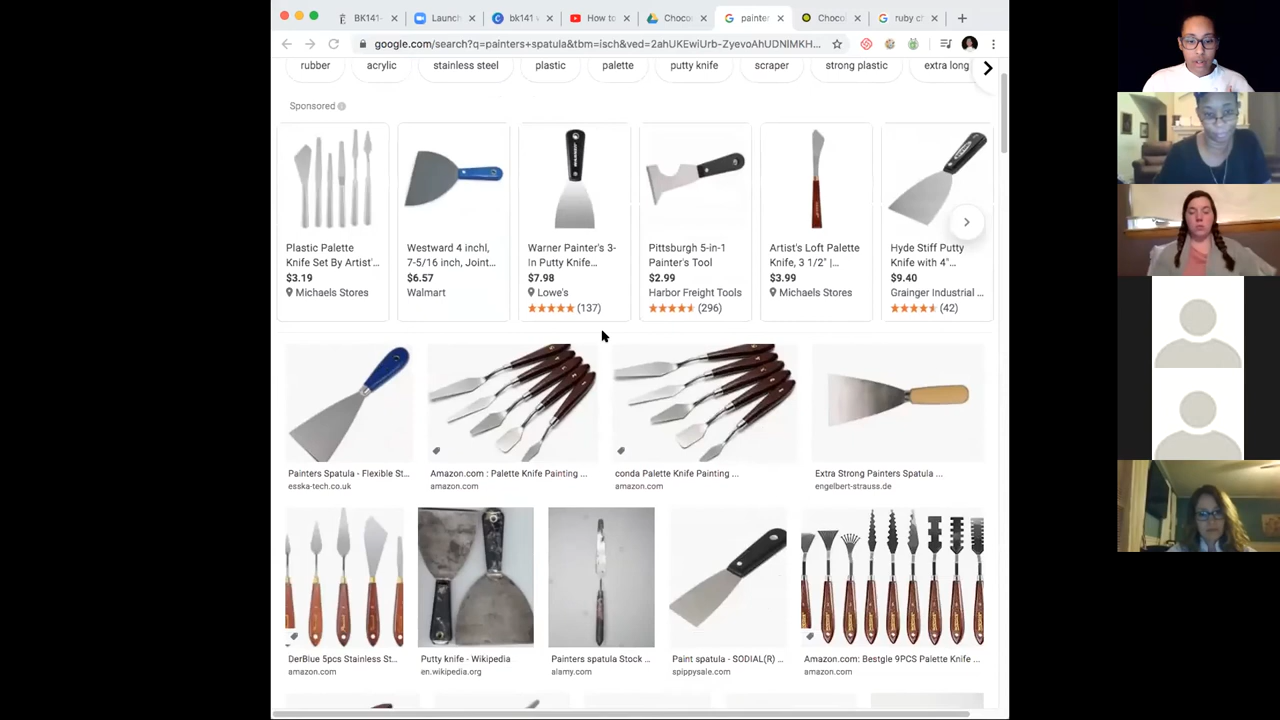 BK141-
Launch
bk141
How to
Choco
painter
Chocol
ruby ch
google.com/search?q=painters+spatula&tbm=isch&ved=2ahUKEwiUrb-ZyevoAhUDNIMKH...
rubber
acrylic
stainless steel
plastic
palette
putty knife
scraper
strong plastic
extra long
Sponsored
Plastic Palette
Knife Set By Artist'...
$3.19
Michaels Stores
Westward 4 inchl,
7-5/16 inch, Joint...
$6.57
Walmart
Warner Painter's 3-
In Putty Knife...
$7.98
Lowe's
(137)
Pittsburgh 5-in-1
Painter's Tool
$2.99
Harbor Freight Tools
(296)
Artist's Loft Palette
Knife, 3 1/2" |...
$3.99
Michaels Stores
Hyde Stiff Putty
Knife with 4"...
$9.40
Grainger Industrial ...
(42)
Painters Spatula - Flexible St...
esska-tech.co.uk
Amazon.com : Palette Knife Painting ...
amazon.com
conda Palette Knife Painting ...
amazon.com
Extra Strong Painters Spatula ...
engelbert-strauss.de
DerBlue 5pcs Stainless St...
amazon.com
Putty knife - Wikipedia
en.wikipedia.org
Painters spatula Stock ...
alamy.com
Paint spatula - SODIAL(R) ...
spippysale.com
Amazon.com: Bestgle 9PCS Palette Knife ...
amazon.com